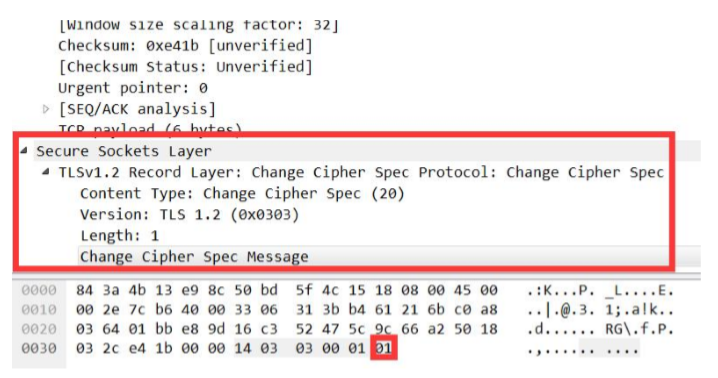 [Window size scaling factor: 32]
Checksum: 0xe41b [unverified]
[Checksum Status: Unverified]
Urgent pointer: 0
[SEQ/ACK analysis]
TCP payload (6 bytes)
Secure Sockets Layer
TLSv1.2 Record Layer: Change Cipher Spec Protocol: Change Cipher Spec
Content Type: Change Cipher Spec (20)
Version: TLS 1.2 (0x0303)
Length: 1
Change Cipher Spec Message
0000 84 3a 4b 13 e9 8c 50 bd 5f 4c 15 18 08 00 45 00 .:K...P. _L....E.
0010 00 2e 7c b6 40 00 33 06 31 3b b4 61 21 6b c0 a8 ..|.@.3. 1;.a!k..
0020 03 64 01 bb e8 9d 16 c3 52 47 5c 9c 66 a2 50 18 .d...... RG\.f.P.
0030 03 2c e4 1b 00 00 14 03 03 00 01 01 .,...... ....